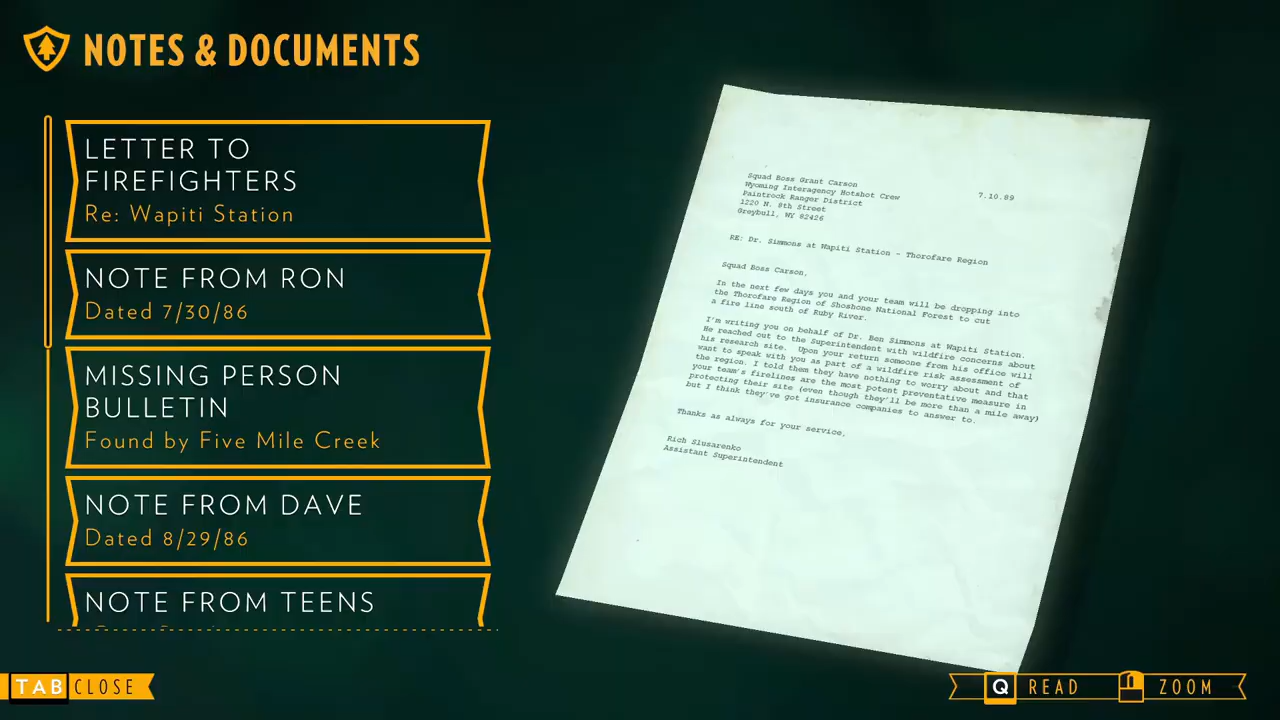 NOTES & DOCUMENTS
LETTER TO
FIREFIGHTERS
Re: Wapiti Station
NOTE FROM RON
Dated 7/30/86
MISSING PERSON
BULLETIN
Found by Five Mile Creek
NOTE FROM DAVE
Dated 8/29/86
NOTE FROM TEENS
Squad Boss Grant Carson
Wyoming Interagency Hotshot Crew
Paintrock Ranger District
1220 N. 8th Street
Greybull, WY 82426
7.10.89
RE: Dr. Simmons at Wapiti Station - Thorofare Region
Squad Boss Carson,
In the next few days you and your team will be dropping into
the Thorofare Region of Shoshone National Forest to cut
a fire line south of Ruby River.
I'm writing you on behalf of Dr. Ben Simmons at Wapiti Station.
He reached out to the Superintendent with wildfire concerns about
his research site. Upon your return someone from his office will
want to speak with you as part of a wildfire risk assessment of
the region. I told them they have nothing to worry about and that
your team's firelines are the most potent preventative measure in
protecting their site (even though they'll be more than a mile away)
but I think they've got insurance companies to answer to.
Thanks as always for your service,
Rich Slusarenko
Assistant Superintendent
TAB CLOSE
Q READ
ZOOM